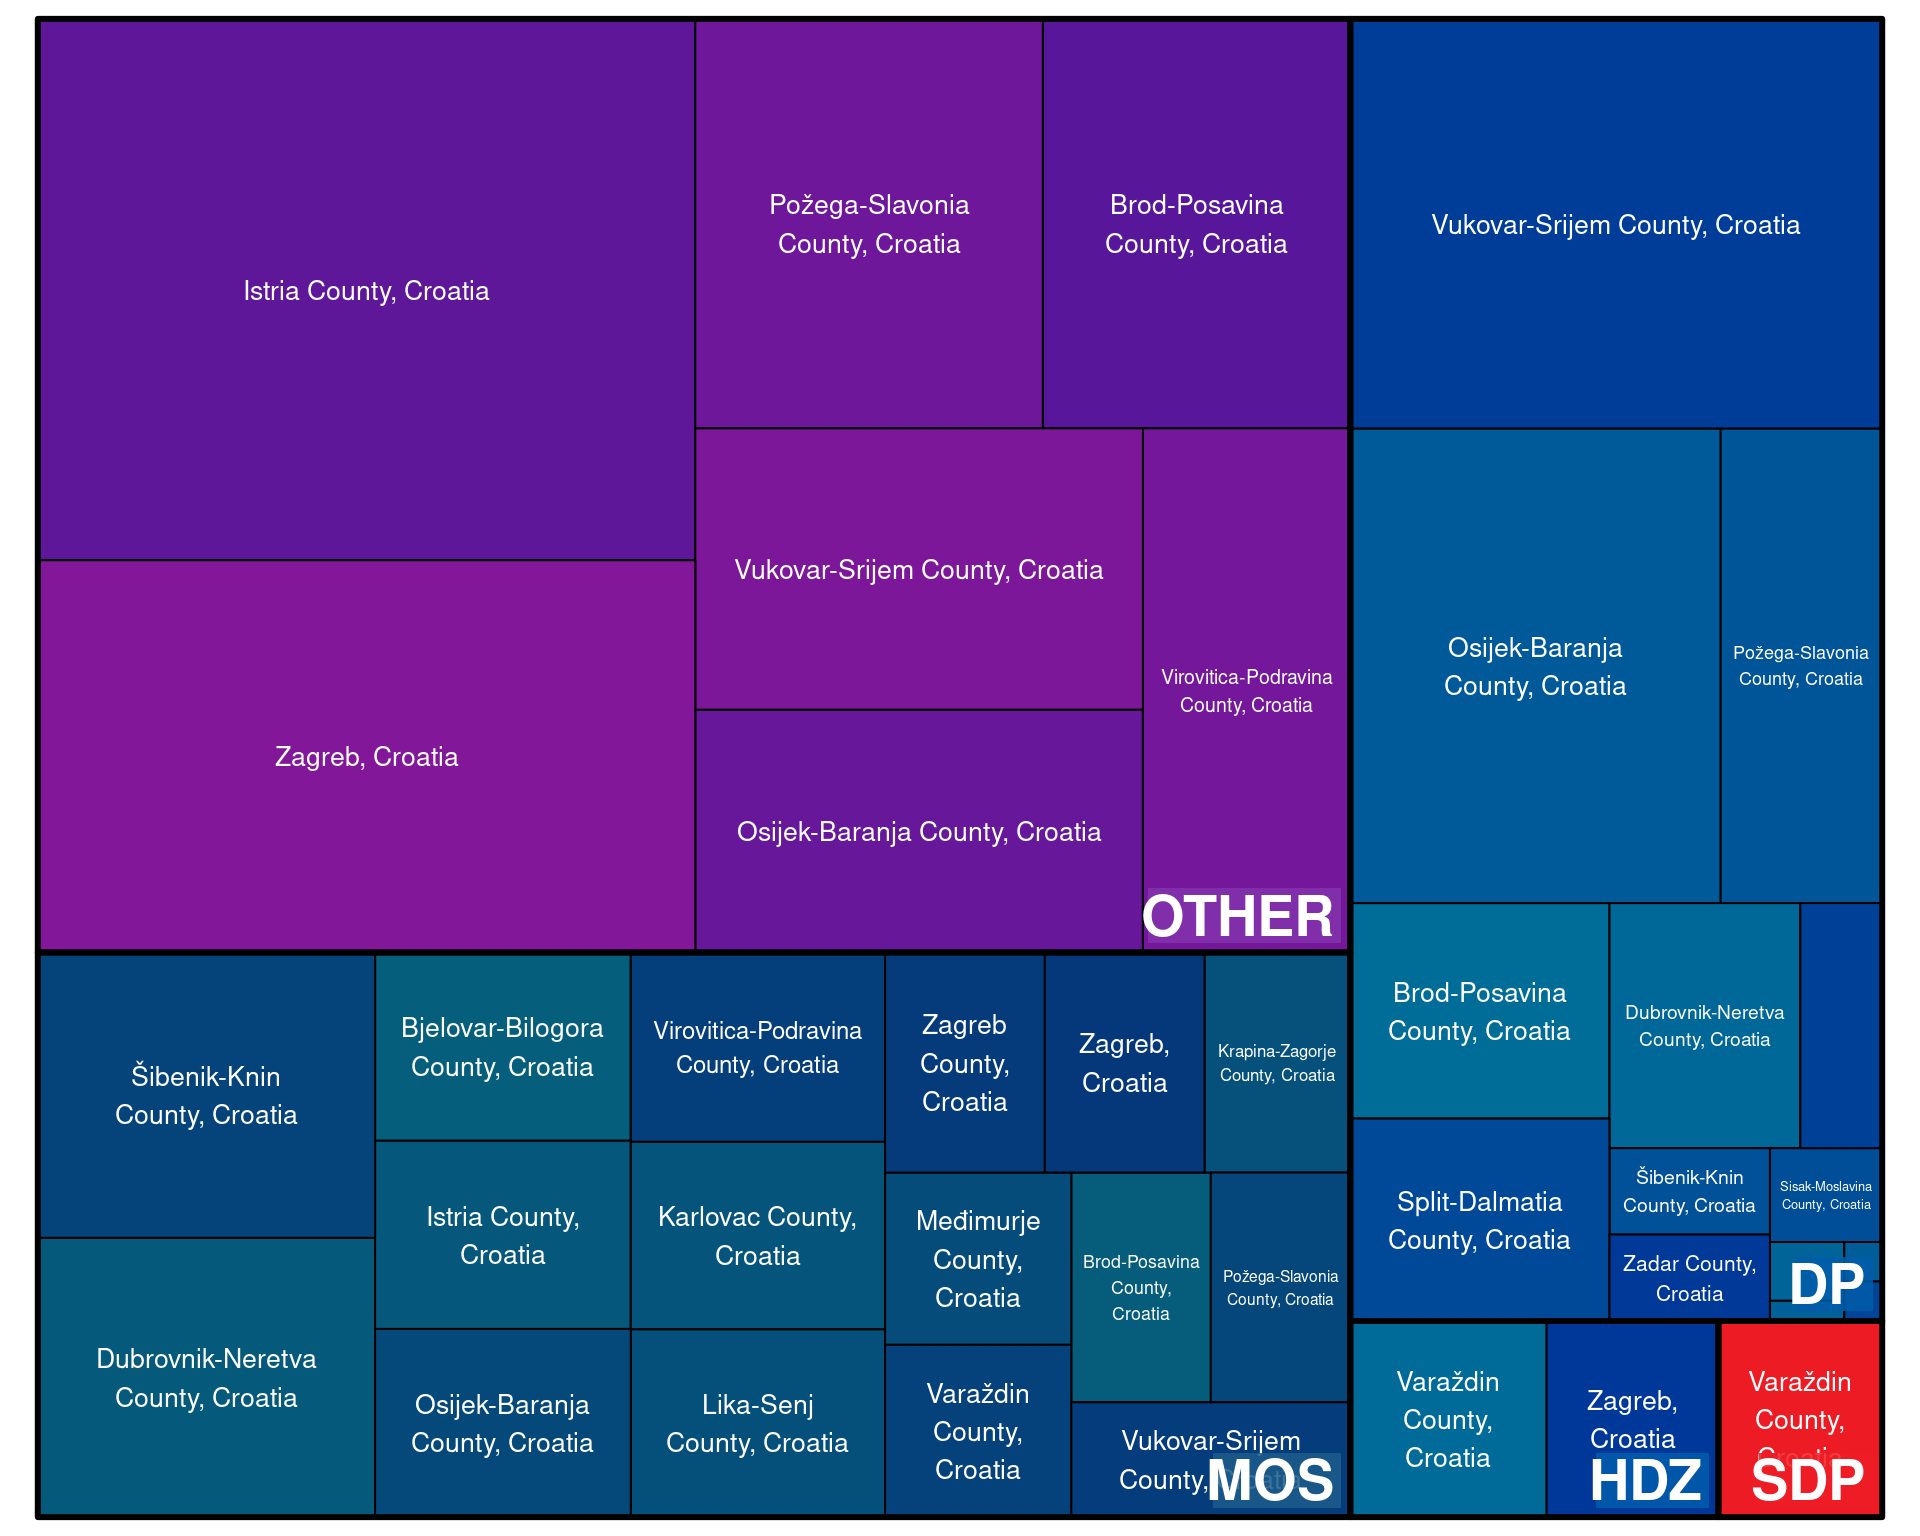 Istria County, Croatia
Zagreb, Croatia
Požega-Slavonia
County, Croatia
Brod-Posavina
County, Croatia
Vukovar-Srijem County, Croatia
Osijek-Baranja County, Croatia
Virovitica-Podravina
County, Croatia
OTHER
Šibenik-Knin
County, Croatia
Dubrovnik-Neretva
County, Croatia
Bjelovar-Bilogora
County, Croatia
Istria County,
Croatia
Osijek-Baranja
County, Croatia
Virovitica-Podravina
County, Croatia
Karlovac County,
Croatia
Lika-Senj
County, Croatia
Zagreb
County,
Croatia
Zagreb,
Croatia
Krapina-Zagorje
County, Croatia
Međimurje
County,
Croatia
Varaždin
County,
Croatia
Brod-Posavina
County,
Croatia
Požega-Slavonia
County, Croatia
Vukovar-Srijem
County, Croatia
MOS
Vukovar-Srijem County, Croatia
Osijek-Baranja
County, Croatia
Požega-Slavonia
County, Croatia
Brod-Posavina
County, Croatia
Split-Dalmatia
County, Croatia
Dubrovnik-Neretva
County, Croatia
Šibenik-Knin
County, Croatia
Zadar County,
Croatia
Sisak-Moslavina
County, Croatia
DP
Varaždin
County,
Croatia
Zagreb,
Croatia
HDZ
Varaždin
County,
Croatia
SDP